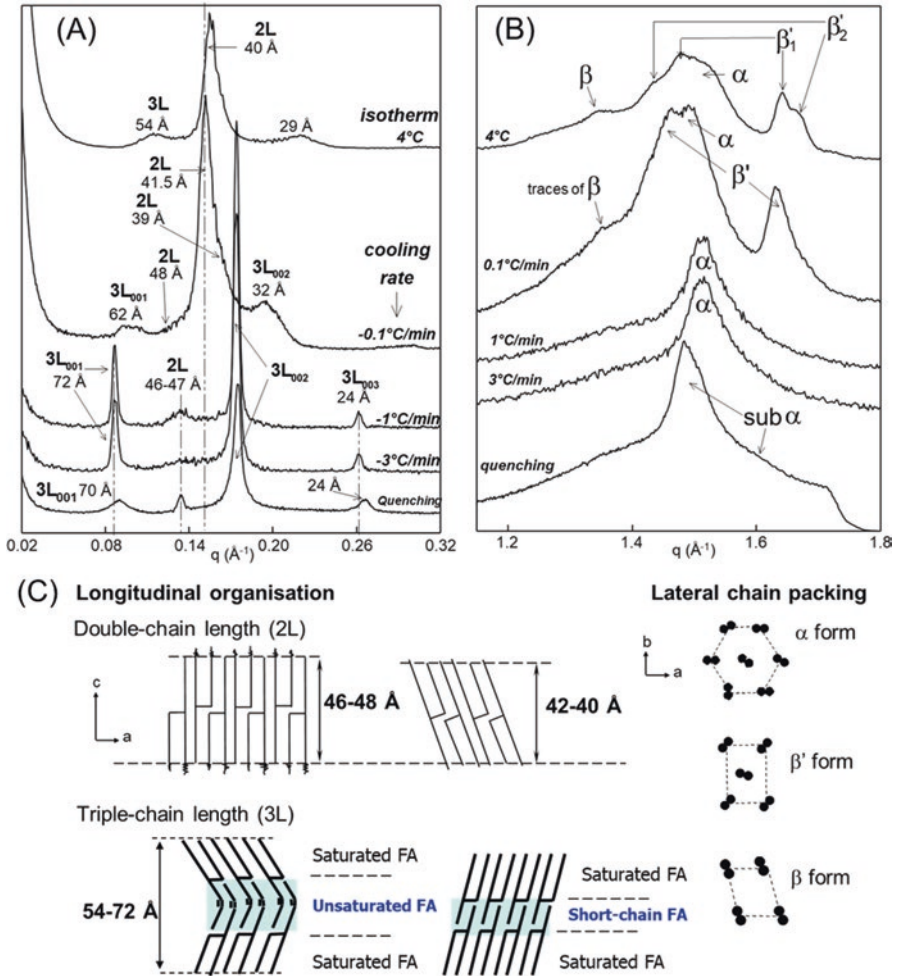 (A)
2L
40 Å
3L
54 Å
29 Å
isotherm
4°C
2L
41.5 Å
2L
39 Å
2L
48 Å
3L001
62 Å
3L002
32 Å
cooling
rate
-0.1°C/min
3L001
72 Å
2L
46-47 Å
3L002
3L003
24 Å
-1°C/min
-3°C/min
3L001 70 Å
24 Å
Quenching
0.02 0.08 0.14 0.20 0.26 0.32
q (Å-1)
(B)
β'2
β'1
β
α
4°C
α
β'
traces of β
0.1°C/min
α
1°C/min
α
3°C/min
sub α
quenching
1.2 1.4 1.6 1.8
q (Å-1)
(C) Longitudinal organisation
Double-chain length (2L)
c
a
46-48 Å
42-40 Å
Triple-chain length (3L)
54-72 Å
Saturated FA
Unsaturated FA
Saturated FA
Saturated FA
Short-chain FA
Saturated FA
Lateral chain packing
b
a
α form
β' form
β form